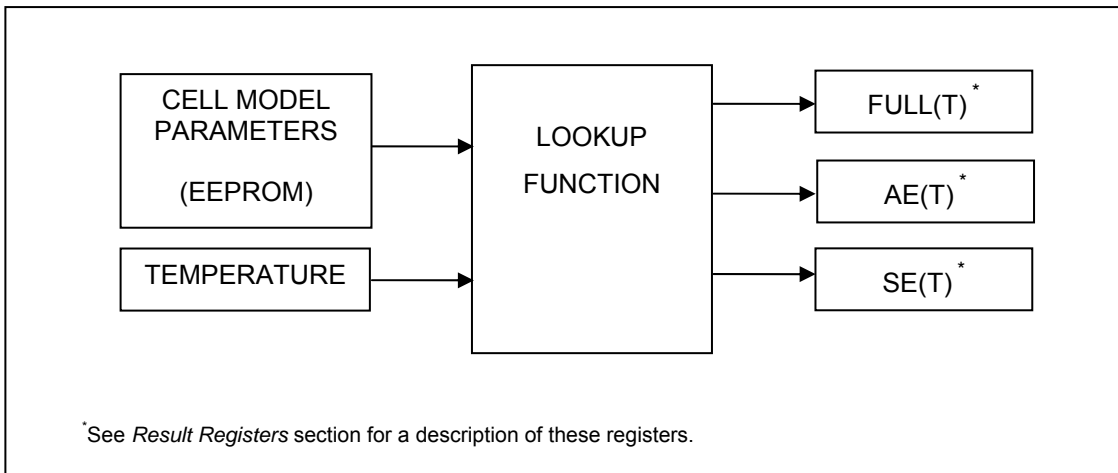 CELL MODEL
PARAMETERS
(EEPROM)
TEMPERATURE
LOOKUP
FUNCTION
FULL(T) *
AE(T) *
SE(T) *
*See Result Registers section for a description of these registers.